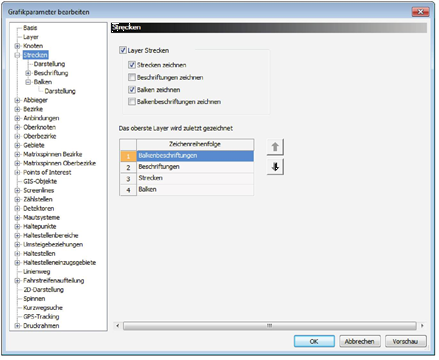 Grafikparameter bearbeiten
Basis
Layer
Knoten
Strecken
Darstellung
Beschriftung
Balken
Darstellung
Abbieger
Bezirke
Anbindungen
Oberknoten
Oberbezirke
Gebiete
Matrixspinnen Bezirke
Matrixspinnen Oberbezirke
Points of Interest
GIS-Objekte
Screenlines
Zählstellen
Detektoren
Mautsysteme
Haltepunkte
Haltestellenbereiche
Umsteigebeziehungen
Haltestellen
Haltestelleneinzugsgebiete
Linienweg
Fahrstreifenaufteilung
2D-Darstellung
Spinnen
Kurzwegsuche
GPS-Tracking
Druckrahmen
Strecken
Layer Strecken
Strecken zeichnen
Beschriftungen zeichnen
Balken zeichnen
Balkenbeschriftungen zeichnen
Das oberste Layer wird zuletzt gezeichnet
Zeichenreihenfolge
1 Balkenbeschriftungen
2 Beschriftungen
3 Strecken
4 Balken
OK Abbrechen Vorschau